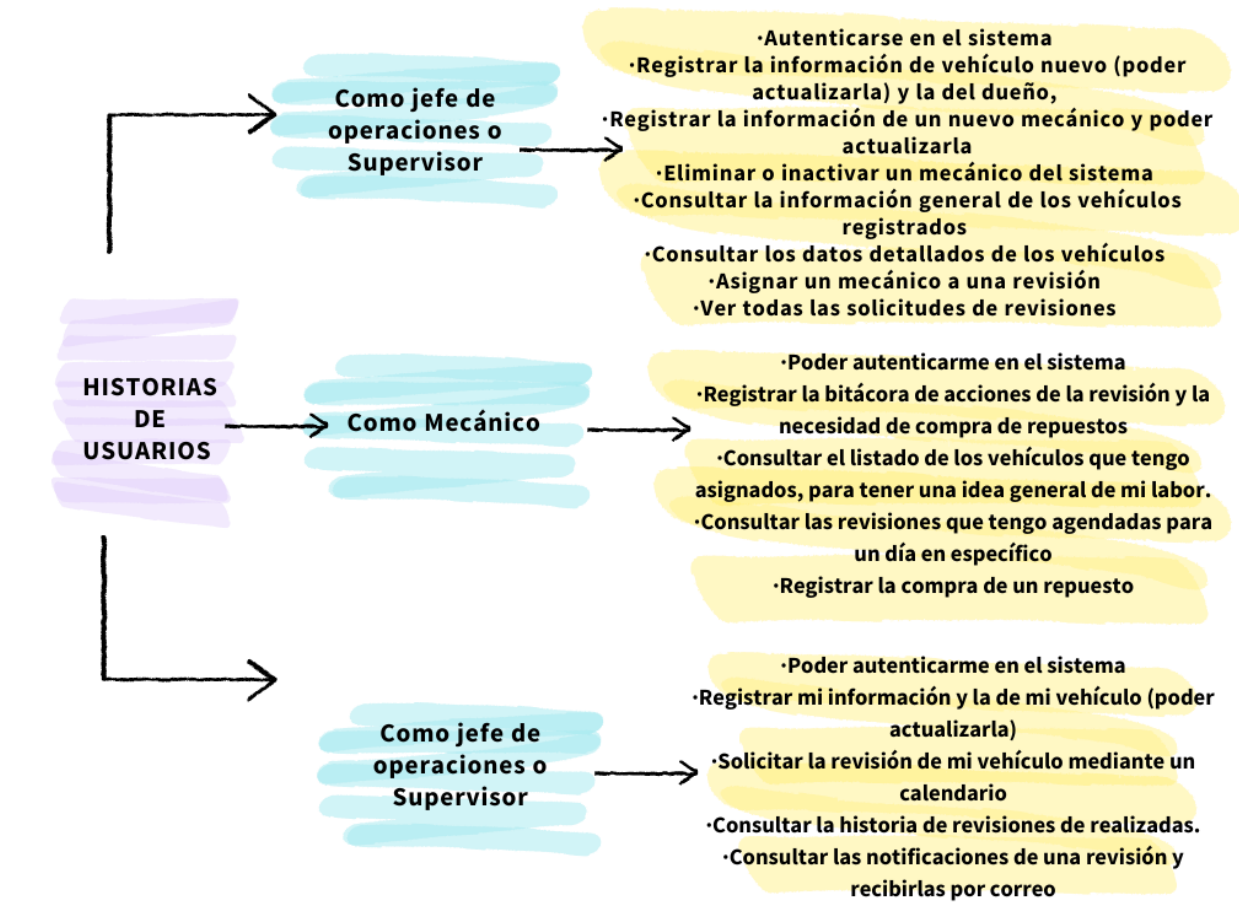 HISTORIAS
DE
USUARIOS
Como jefe de
operaciones o
Supervisor
·Autenticarse en el sistema
·Registrar la información de vehículo nuevo (poder
actualizarla) y la del dueño,
·Registrar la información de un nuevo mecánico y poder
actualizarla
·Eliminar o inactivar un mecánico del sistema
·Consultar la información general de los vehículos
registrados
·Consultar los datos detallados de los vehículos
·Asignar un mecánico a una revisión
·Ver todas las solicitudes de revisiones
Como Mecánico
·Poder autenticarme en el sistema
·Registrar la bitácora de acciones de la revisión y la
necesidad de compra de repuestos
·Consultar el listado de los vehículos que tengo
asignados, para tener una idea general de mi labor.
·Consultar las revisiones que tengo agendadas para
un día en específico
·Registrar la compra de un repuesto
Como jefe de
operaciones o
Supervisor
·Poder autenticarme en el sistema
·Registrar mi información y la de mi vehículo (poder
actualizarla)
·Solicitar la revisión de mi vehículo mediante un
calendario
·Consultar la historia de revisiones de realizadas.
·Consultar las notificaciones de una revisión y
recibirlas por correo